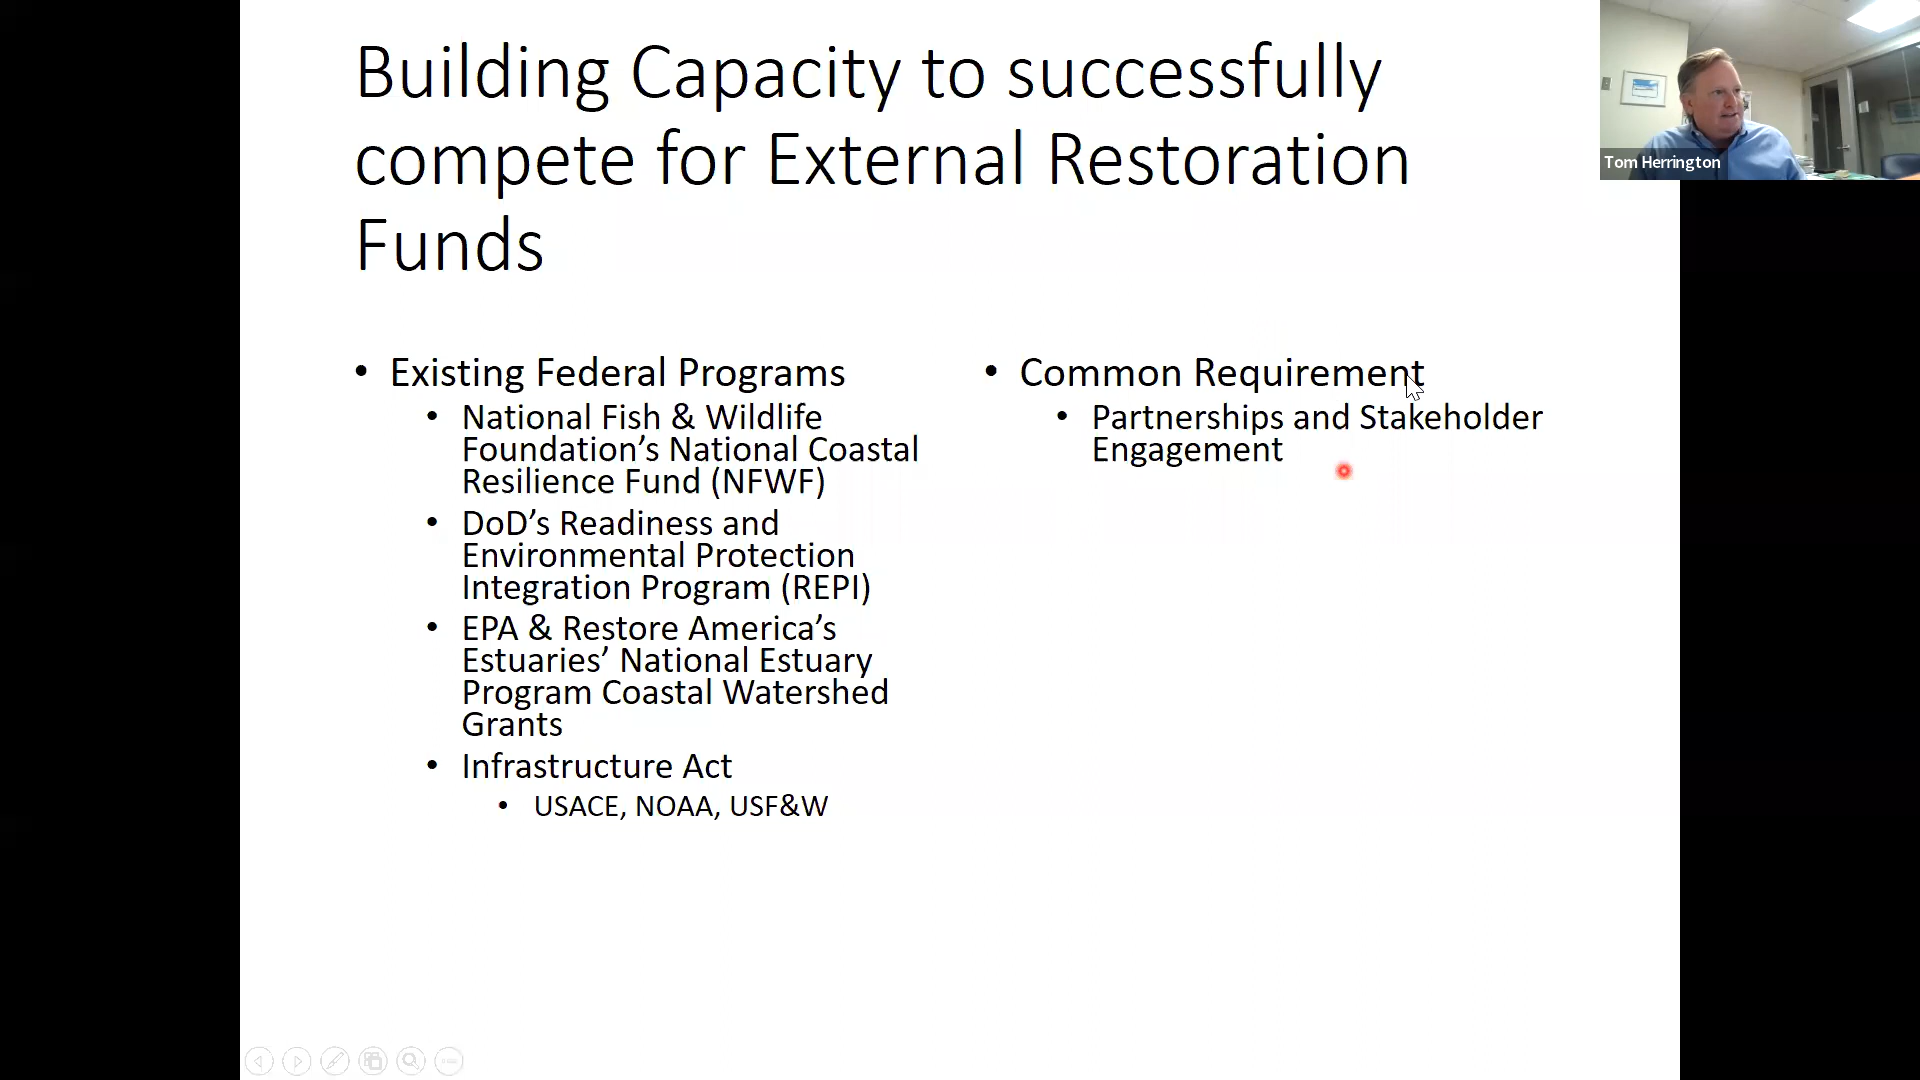 Building Capacity to successfully
compete for External Restoration
Funds
• Existing Federal Programs
• National Fish & Wildlife
Foundation’s National Coastal
Resilience Fund (NFWF)
• DoD’s Readiness and
Environmental Protection
Integration Program (REPI)
• EPA & Restore America’s
Estuaries’ National Estuary
Program Coastal Watershed
Grants
• Infrastructure Act
• USACE, NOAA, USF&W
• Common Requirement
• Partnerships and Stakeholder
Engagement
Tom Herrington